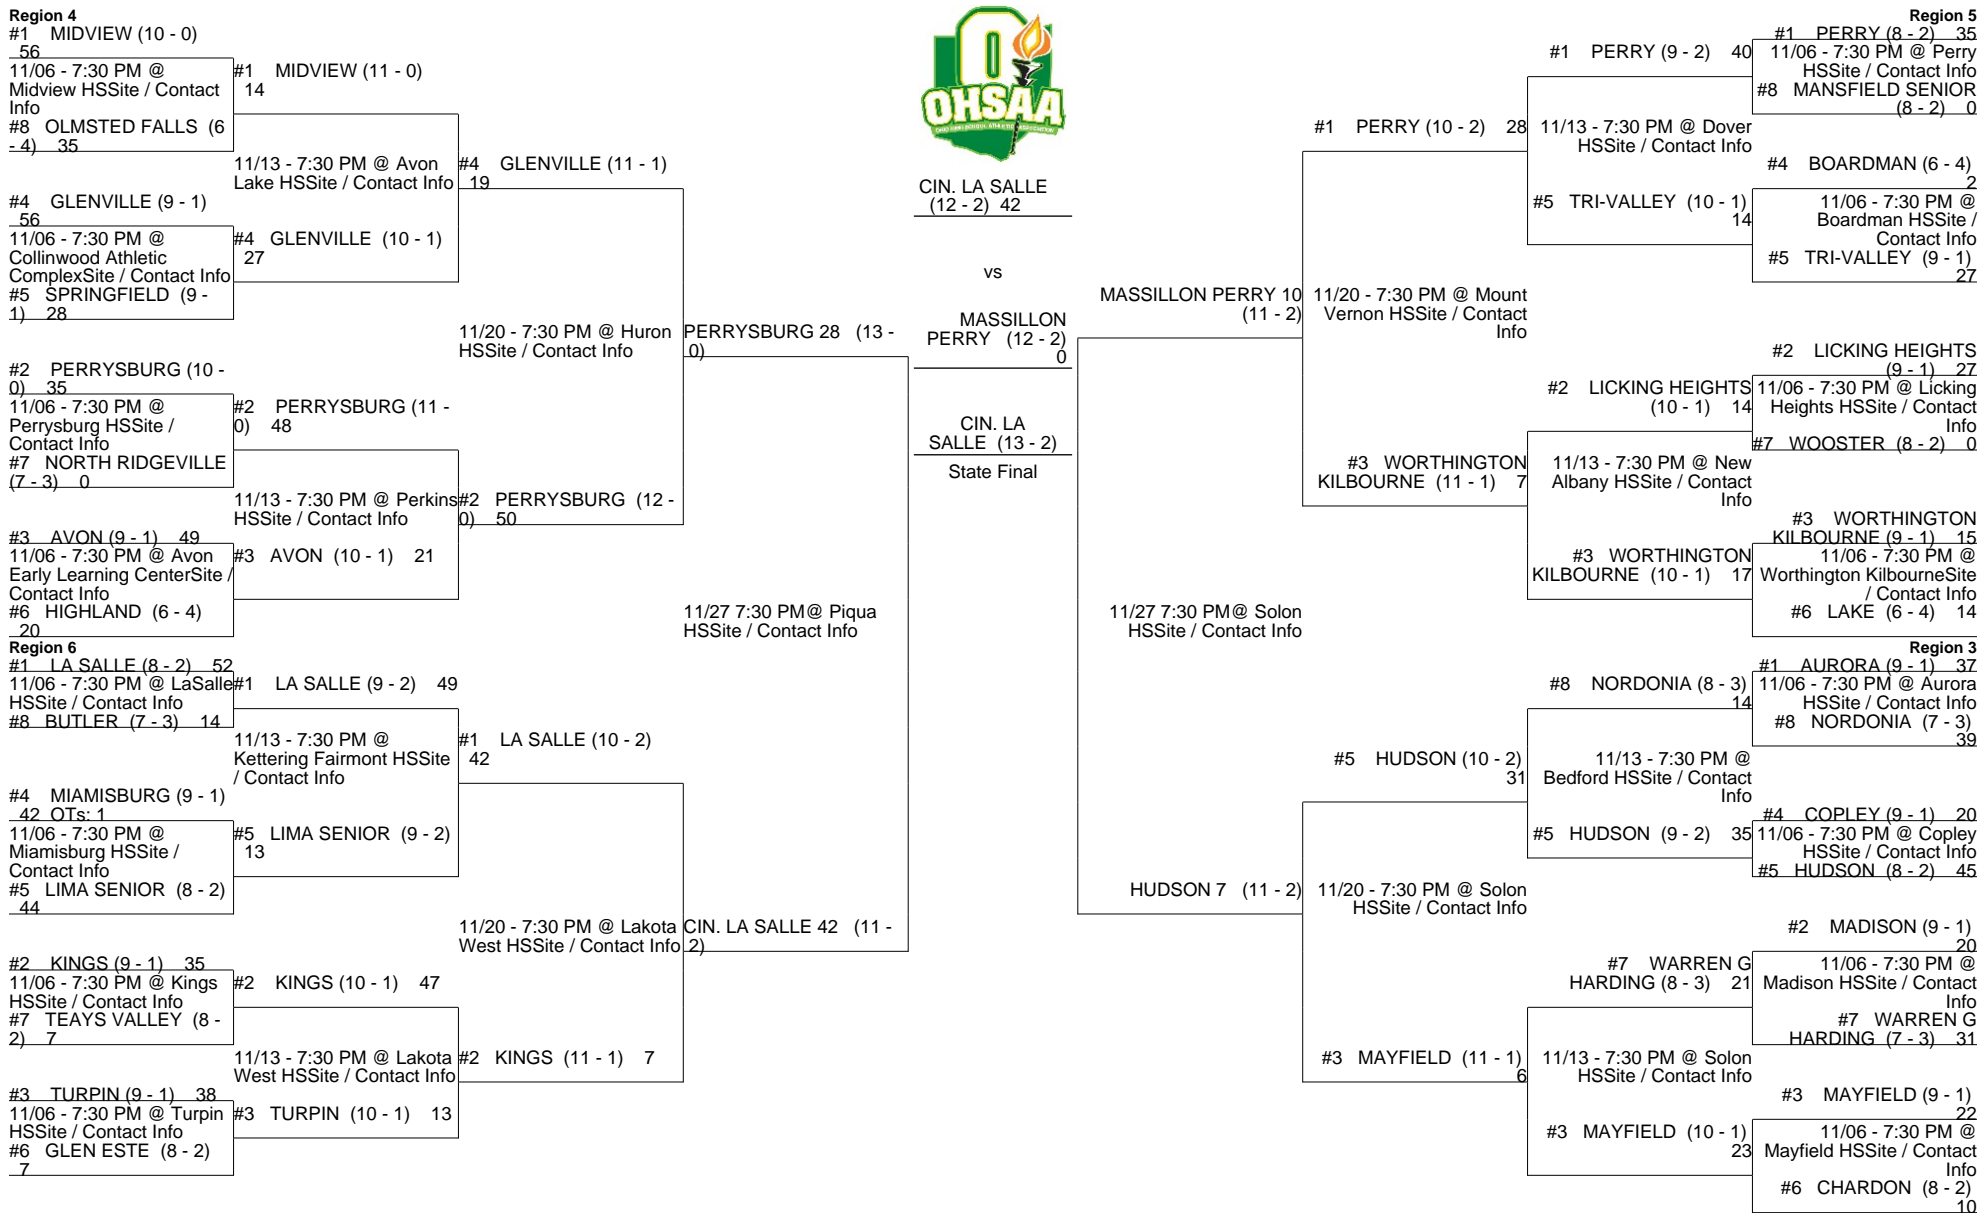 Region 4
#1 MIDVIEW (10 - 0)
56
11/06 - 7:30 PM @
Midview HSSite / Contact
Info
#8 OLMSTED FALLS (6
- 4) 35
#4 GLENVILLE (9 - 1)
56
11/06 - 7:30 PM @
Collinwood Athletic
ComplexSite / Contact Info
#5 SPRINGFIELD (9 -
1) 28
#2 PERRYSBURG (10 -
0) 35
11/06 - 7:30 PM @
Perrysburg HSSite /
Contact Info
#7 NORTH RIDGEVILLE
(7 - 3) 0
#3 AVON (9 - 1) 49
11/06 - 7:30 PM @ Avon
Early Learning CenterSite /
Contact Info
#6 HIGHLAND (6 - 4)
20
Region 6
#1 LA SALLE (8 - 2) 52
11/06 - 7:30 PM @ LaSalle
HSSite / Contact Info
#8 BUTLER (7 - 3) 14
#4 MIAMISBURG (9 - 1)
42 OTs: 1
11/06 - 7:30 PM @
Miamisburg HSSite /
Contact Info
#5 LIMA SENIOR (8 - 2)
44
#2 KINGS (9 - 1) 35
11/06 - 7:30 PM @ Kings
HSSite / Contact Info
#7 TEAYS VALLEY (8 -
2) 7
#3 TURPIN (9 - 1) 38
11/06 - 7:30 PM @ Turpin
HSSite / Contact Info
#6 GLEN ESTE (8 - 2)
7
#1 MIDVIEW (11 - 0)
14
11/13 - 7:30 PM @ Avon
Lake HSSite / Contact Info
#4 GLENVILLE (10 - 1)
27
#2 PERRYSBURG (11 -
0) 48
11/13 - 7:30 PM @ Perkins
HSSite / Contact Info
#3 AVON (10 - 1) 21
#1 LA SALLE (9 - 2) 49
11/13 - 7:30 PM @
Kettering Fairmont HSSite
/ Contact Info
#5 LIMA SENIOR (9 - 2)
13
#2 KINGS (10 - 1) 47
11/13 - 7:30 PM @ Lakota
West HSSite / Contact Info
#3 TURPIN (10 - 1) 13
#4 GLENVILLE (11 - 1)
19
11/20 - 7:30 PM @ Huron
HSSite / Contact Info
#2 PERRYSBURG (12 -
0) 50
#1 LA SALLE (10 - 2)
42
11/20 - 7:30 PM @ Lakota
West HSSite / Contact Info
#2 KINGS (11 - 1) 7
PERRYSBURG 28 (13 -
0)
11/27 7:30 PM@ Piqua
HSSite / Contact Info
CIN. LA SALLE 42 (11 -
2)
OHSAA
CIN. LA SALLE
(12 - 2) 42
vs
MASSILLON
PERRY (12 - 2)
0
CIN. LA
SALLE (13 - 2)
State Final
MASSILLON PERRY 10
(11 - 2)
11/27 7:30 PM@ Solon
HSSite / Contact Info
HUDSON 7 (11 - 2)
#1 PERRY (10 - 2) 28
11/20 - 7:30 PM @ Mount
Vernon HSSite / Contact
Info
#3 WORTHINGTON
KILBOURNE (11 - 1) 7
#5 HUDSON (10 - 2)
31
11/20 - 7:30 PM @ Solon
HSSite / Contact Info
#3 MAYFIELD (11 - 1)
6
#1 PERRY (9 - 2) 40
11/13 - 7:30 PM @ Dover
HSSite / Contact Info
#5 TRI-VALLEY (10 - 1)
14
#2 LICKING HEIGHTS
(10 - 1) 14
11/13 - 7:30 PM @ New
Albany HSSite / Contact
Info
#3 WORTHINGTON
KILBOURNE (10 - 1) 17
#8 NORDONIA (8 - 3)
14
11/13 - 7:30 PM @
Bedford HSSite / Contact
Info
#5 HUDSON (9 - 2) 35
#7 WARREN G
HARDING (8 - 3) 21
11/13 - 7:30 PM @ Solon
HSSite / Contact Info
#3 MAYFIELD (10 - 1)
23
Region 5
#1 PERRY (8 - 2) 35
11/06 - 7:30 PM @ Perry
HSSite / Contact Info
#8 MANSFIELD SENIOR
(8 - 2) 0
#4 BOARDMAN (6 - 4)
2
11/06 - 7:30 PM @
Boardman HSSite /
Contact Info
#5 TRI-VALLEY (9 - 1)
27
#2 LICKING HEIGHTS
(9 - 1) 27
11/06 - 7:30 PM @ Licking
Heights HSSite / Contact
Info
#7 WOOSTER (8 - 2) 0
#3 WORTHINGTON
KILBOURNE (9 - 1) 15
11/06 - 7:30 PM @
Worthington KilbourneSite
/ Contact Info
#6 LAKE (6 - 4) 14
Region 3
#1 AURORA (9 - 1) 37
11/06 - 7:30 PM @ Aurora
HSSite / Contact Info
#8 NORDONIA (7 - 3)
39
#4 COPLEY (9 - 1) 20
11/06 - 7:30 PM @ Copley
HSSite / Contact Info
#5 HUDSON (8 - 2) 45
#2 MADISON (9 - 1)
20
11/06 - 7:30 PM @
Madison HSSite / Contact
Info
#7 WARREN G
HARDING (7 - 3) 31
#3 MAYFIELD (9 - 1)
22
11/06 - 7:30 PM @
Mayfield HSSite / Contact
Info
#6 CHARDON (8 - 2)
10